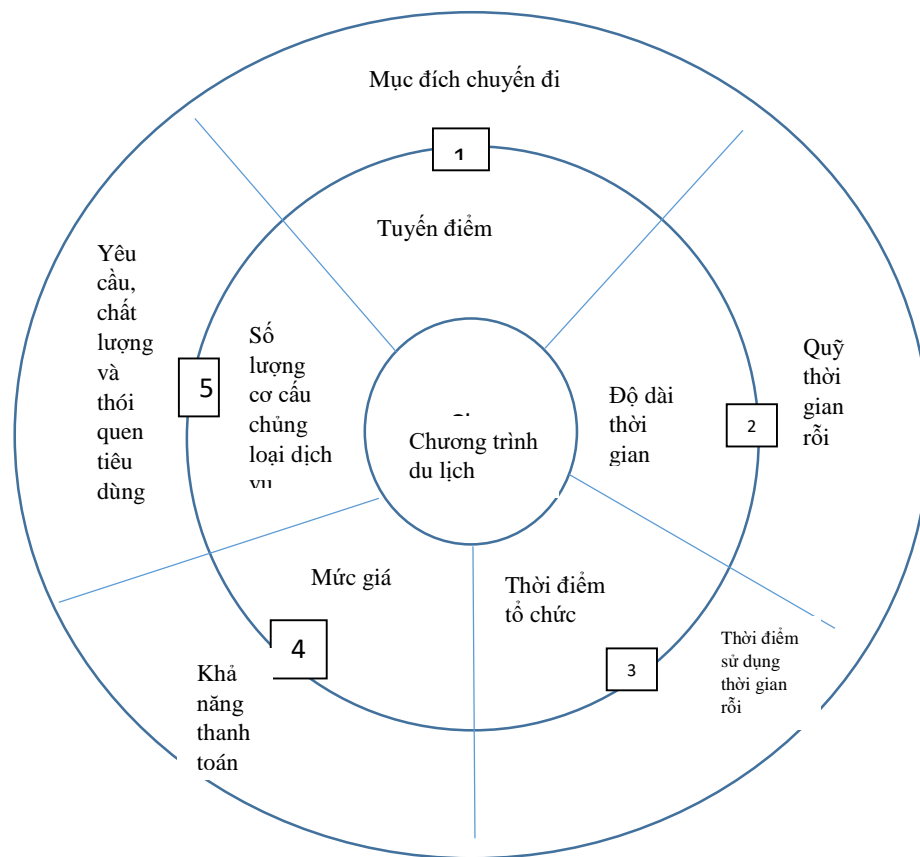 Mục đích chuyến đi
1
Tuyến điểm
Yêu
cầu,
chất
lượng
và
thói
quen
tiêu
dùng
5
Số
lượng
cơ cấu
chủng
loại dịch
vụ
Chương trình
du lịch
Độ dài
thời
gian
2
Quỹ
thời
gian
rỗi
Mức giá
Thời điểm
tổ chức
4
3
Thời điểm
sử dụng
thời gian
rỗi
Khả
năng
thanh
toán